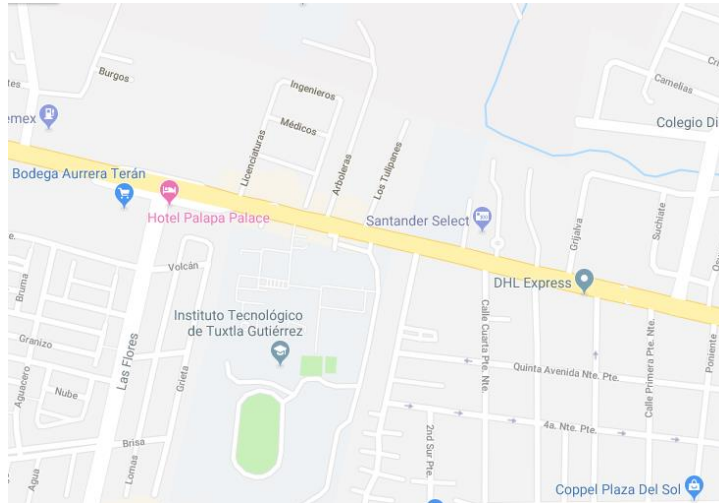 Burgos
Ingenieros
Camelias
emex
Médicos
Colegio Di
Licenciaturas
Arboleras
Los Tulipanes
Bodega Aurrera Terán
Hotel Palapa Palace
Santander Select
Grijalva
Suchiate
Volcán
DHL Express
Bruma
Instituto Tecnológico
de Tuxtla Gutiérrez
Calle Cuarta Pte. Nte.
Calle Primera Pte. Nte.
Poniente
Granizo
Las Flores
Grieta
Quinta Avenida Nte. Pte.
Aguacero
Nube
4a. Nte. Pte.
2nd Sur Pte.
Brisa
Lomas
Agua
Coppel Plaza Del Sol